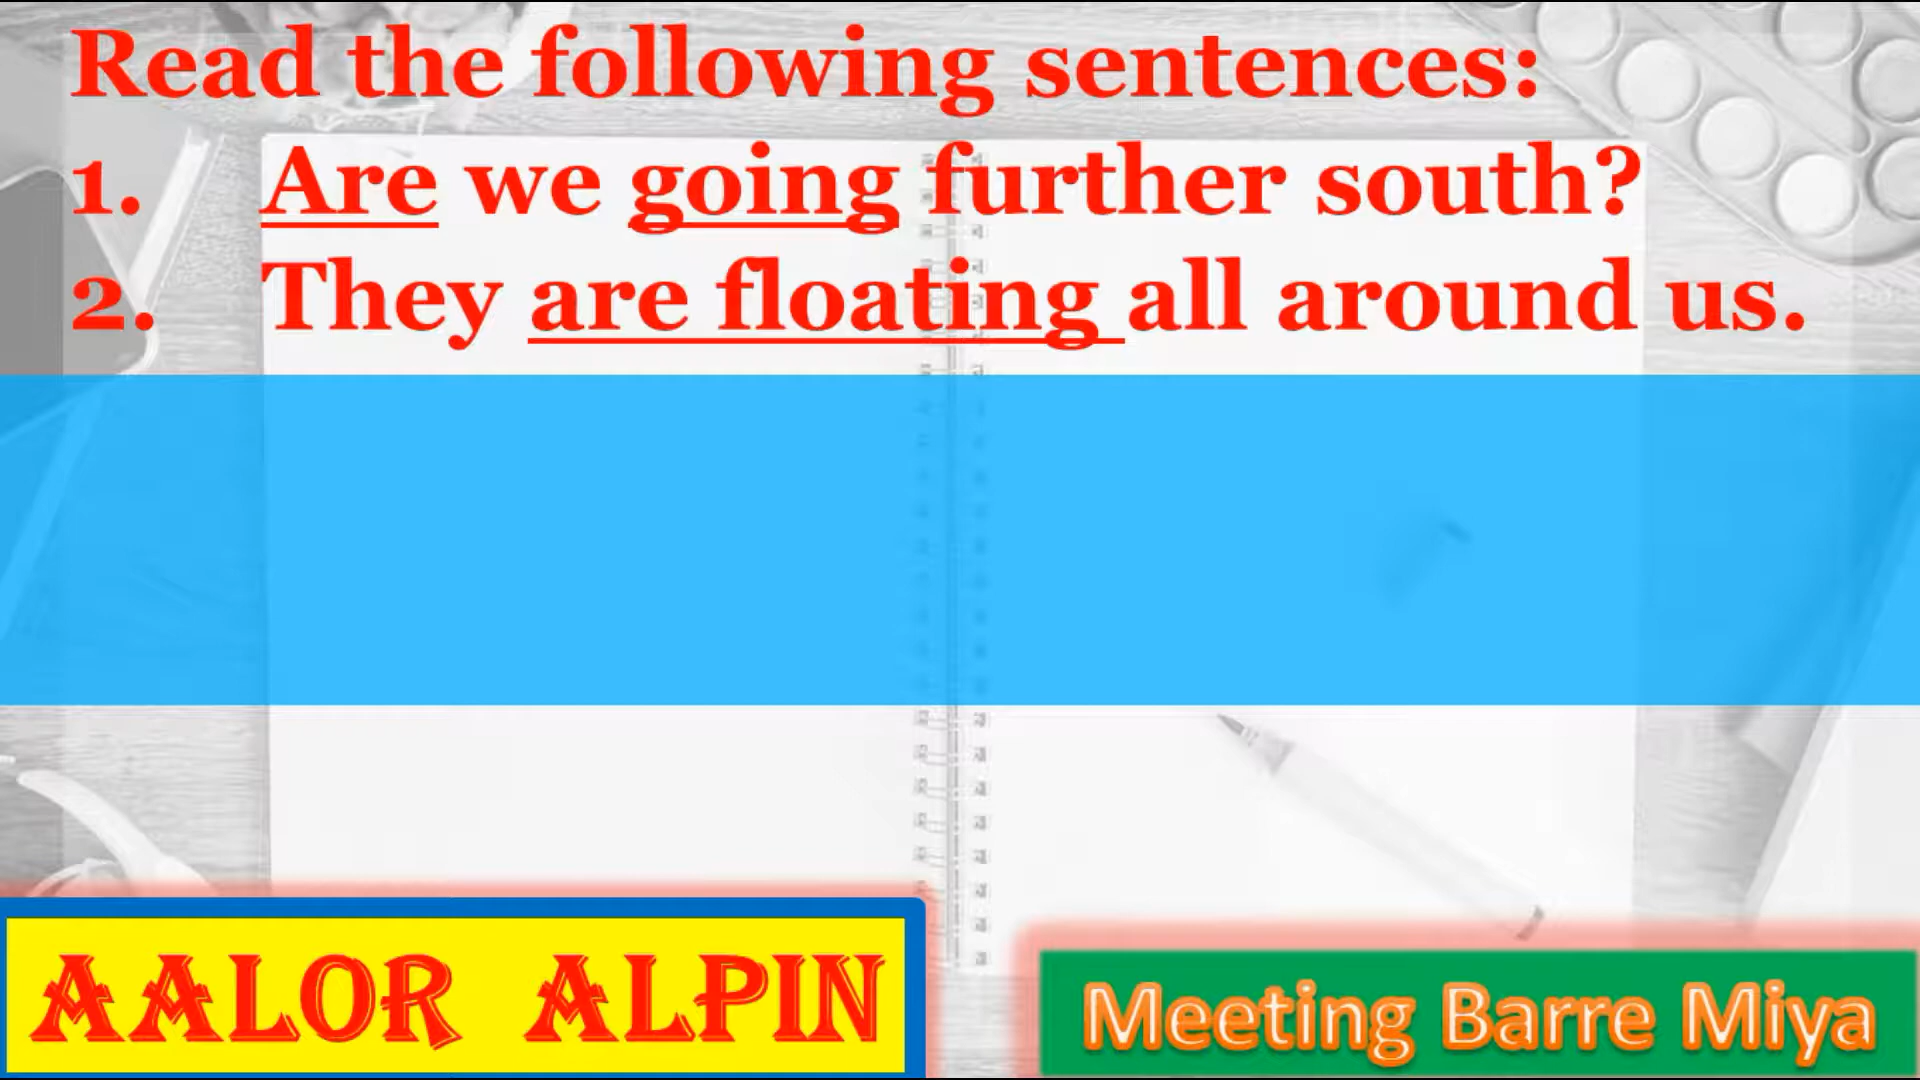 Read the following sentences:
1. Are we going further south?
2. They are floating all around us.
AALOR ALPIN
Meeting Barre Miya